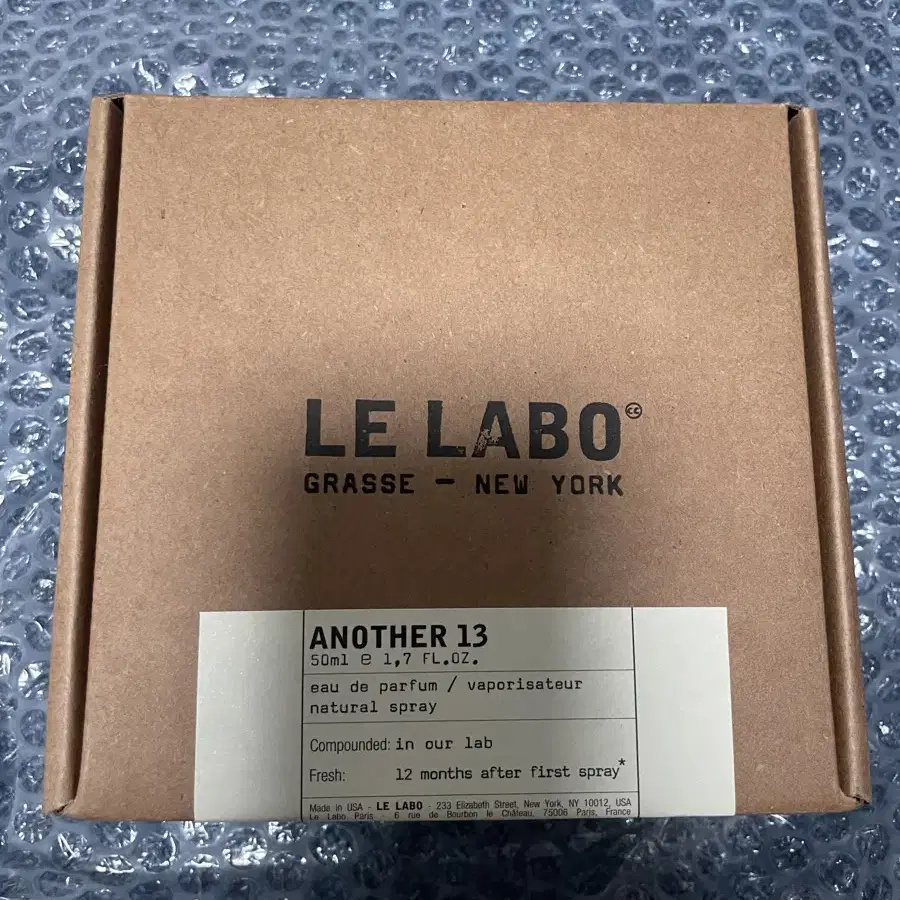 LE LABO
GRASSE – NEW YORK
ANOTHER 13
50ml e 1,7 FL.OZ.
eau de parfum / vaporisateur
natural spray
Compounded: in our lab
Fresh: 12 months after first spray*
Made in USA - LE LABO - 233 Elizabeth Street, New York, NY 10012, USA
Le Labo Paris - 6 rue de Bourbon le Château, 75006 Paris, France